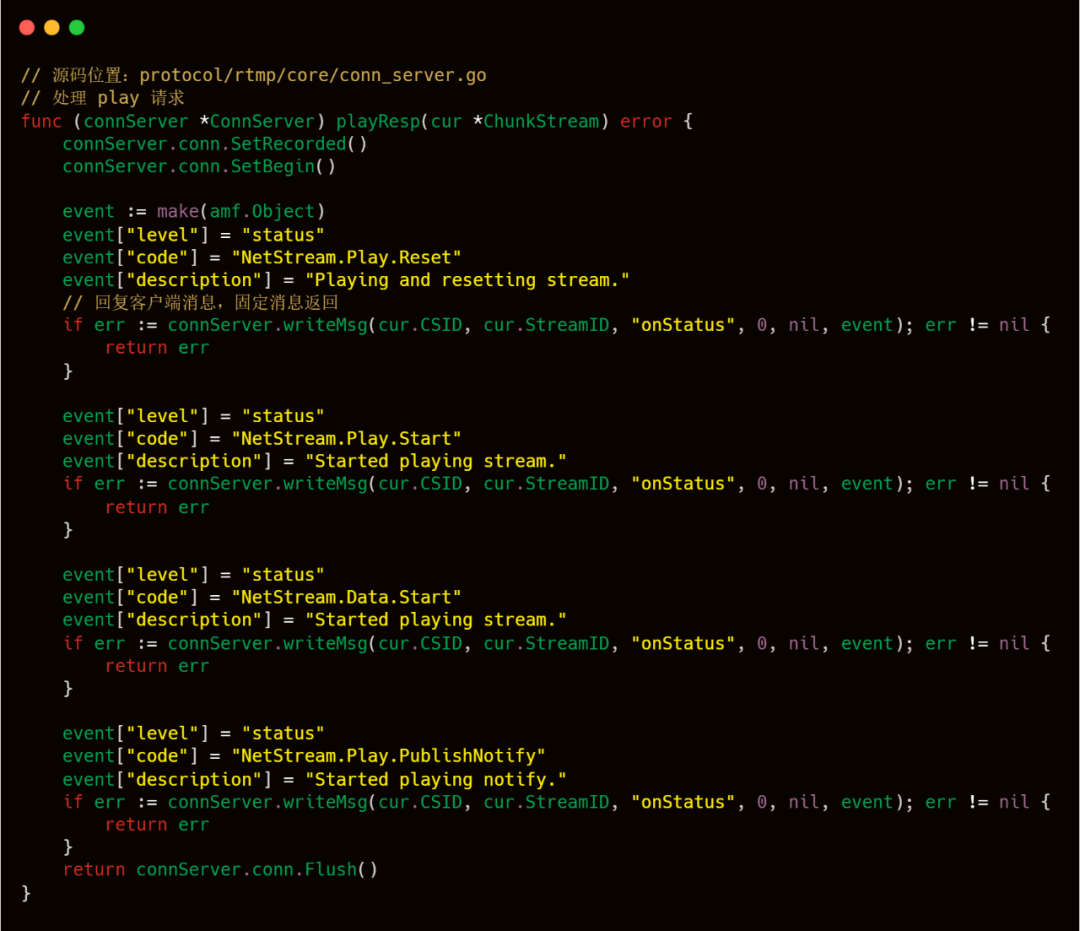 // 源码位置：protocol/rtmp/core/conn_server.go
// 处理 play 请求
func (connServer *ConnServer) playResp(cur *ChunkStream) error {
    connServer.conn.SetRecorded()
    connServer.conn.SetBegin()

    event := make(amf.Object)
    event["level"] = "status"
    event["code"] = "NetStream.Play.Reset"
    event["description"] = "Playing and resetting stream."
    // 回复客户端消息，固定消息返回
    if err := connServer.writeMsg(cur.CSID, cur.StreamID, "onStatus", 0, nil, event); err != nil {
        return err
    }

    event["level"] = "status"
    event["code"] = "NetStream.Play.Start"
    event["description"] = "Started playing stream."
    if err := connServer.writeMsg(cur.CSID, cur.StreamID, "onStatus", 0, nil, event); err != nil {
        return err
    }

    event["level"] = "status"
    event["code"] = "NetStream.Data.Start"
    event["description"] = "Started playing stream."
    if err := connServer.writeMsg(cur.CSID, cur.StreamID, "onStatus", 0, nil, event); err != nil {
        return err
    }

    event["level"] = "status"
    event["code"] = "NetStream.Play.PublishNotify"
    event["description"] = "Started playing notify."
    if err := connServer.writeMsg(cur.CSID, cur.StreamID, "onStatus", 0, nil, event); err != nil {
        return err
    }
    return connServer.conn.Flush()
}